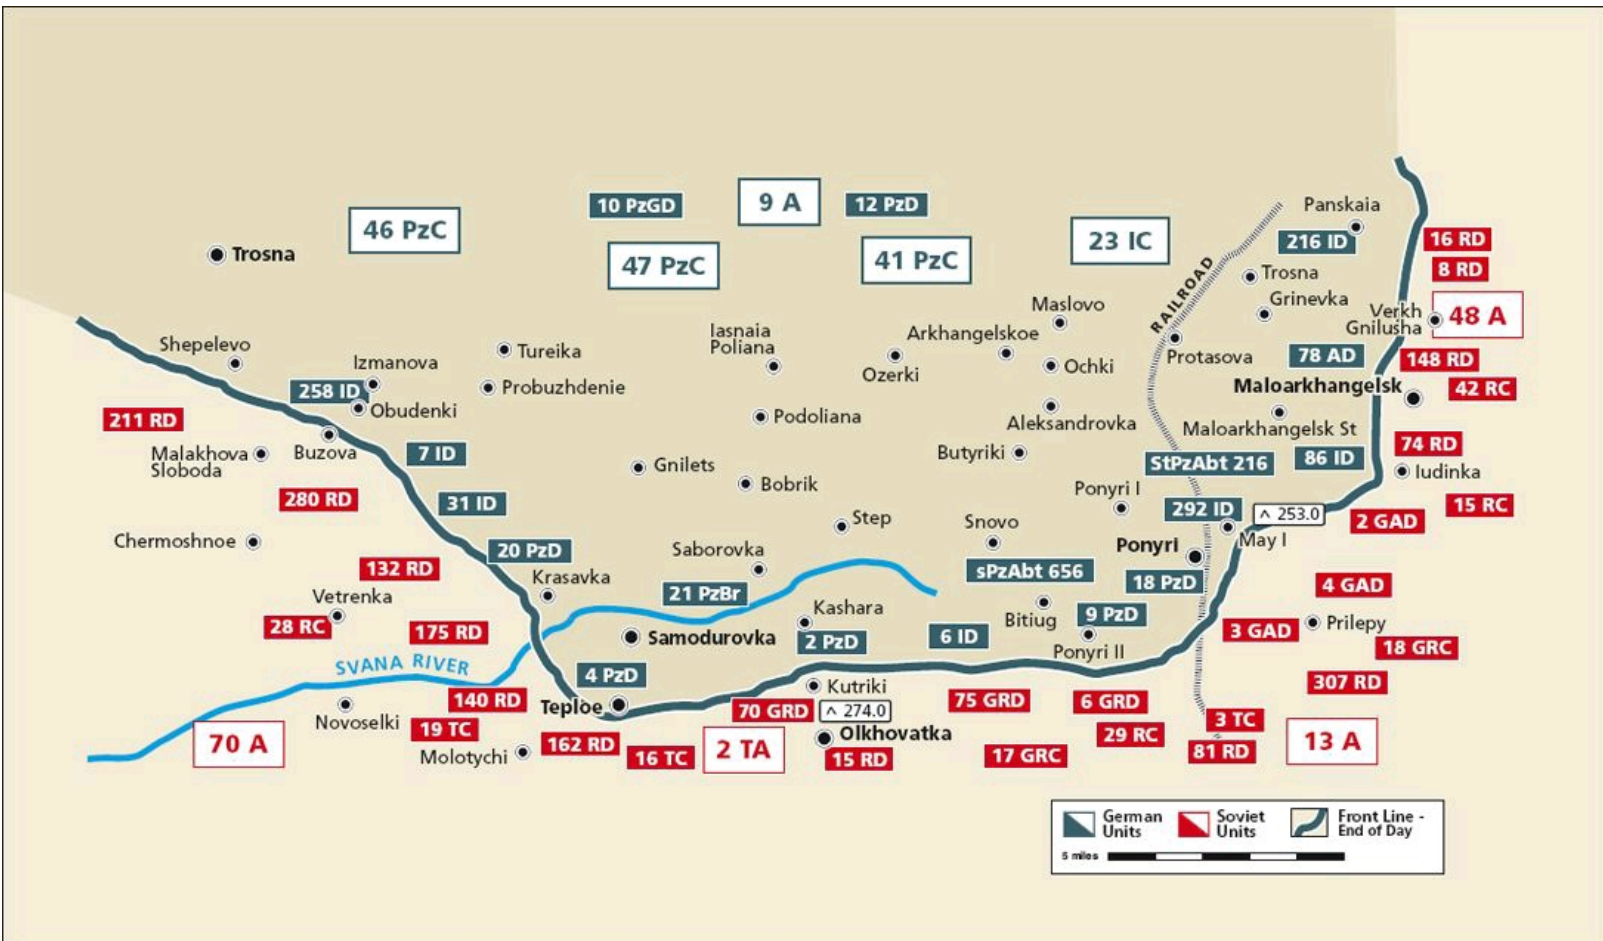 Panskaia
10 PzGD
9 A
12 PzD
46 PzC
23 IC
216 ID
16 RD
Trosna
47 PzC
41 PzC
RAILROAD
8 RD
Trosna
Maslovo
Grinevka
Verkh
Gnilusha
48 A
Shepelevo
Izmanova
Tureika
Iasnaia
Poliana
Arkhangelskoe
Ozerki
Ochki
Protasova
78 AD
148 RD
258 ID
Obudenki
Probuzhdenie
Maloarkhangelsk
42 RC
211 RD
Podoliana
Aleksandrovka
Maloarkhangelsk St
Malakhova
Sloboda
Buzova
7 ID
Gnilets
Butyriki
StPzAbt 216
86 ID
74 RD
Iudinka
280 RD
31 ID
Bobrik
Ponyri I
292 ID
^ 253.0
15 RC
2 GAD
Step
Snovo
Chermoshnoe
20 PzD
Saborovka
Ponyri
May I
132 RD
Krasavka
sPzAbt 656
18 PzD
4 GAD
Vetrenka
21 PzBr
Kashara
Bitiug
9 PzD
28 RC
175 RD
Samodurovka
2 PzD
6 ID
3 GAD
Prilepy
SVANA RIVER
Ponyri II
18 GRC
4 PzD
Kutriki
307 RD
140 RD
Teploe
70 GRD
^ 274.0
75 GRD
6 GRD
Novoselki
19 TC
3 TC
70 A
162 RD
2 TA
Olkhovatka
29 RC
13 A
Molotychi
16 TC
15 RD
17 GRC
81 RD
German
Units
Soviet
Units
Front Line -
End of Day
5 miles